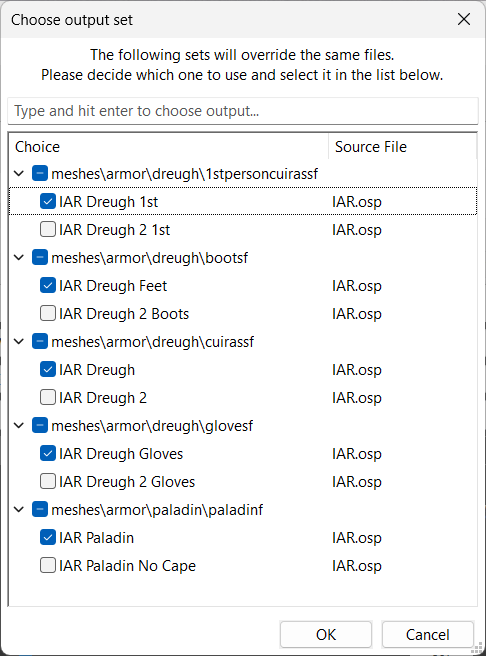 Choose output set
The following sets will override the same files.
Please decide which one to use and select it in the list below.
Type and hit enter to choose output...
Choice Source File
meshes\armor\dreugh\1stpersoncuirassf
IAR Dreugh 1st IAR.osp
IAR Dreugh 2 1st IAR.osp
meshes\armor\dreugh\bootsf
IAR Dreugh Feet IAR.osp
IAR Dreugh 2 Boots IAR.osp
meshes\armor\dreugh\cuirassf
IAR Dreugh IAR.osp
IAR Dreugh 2 IAR.osp
meshes\armor\dreugh\glovesf
IAR Dreugh Gloves IAR.osp
IAR Dreugh 2 Gloves IAR.osp
meshes\armor\paladin\paladinf
IAR Paladin IAR.osp
IAR Paladin No Cape IAR.osp
OK Cancel